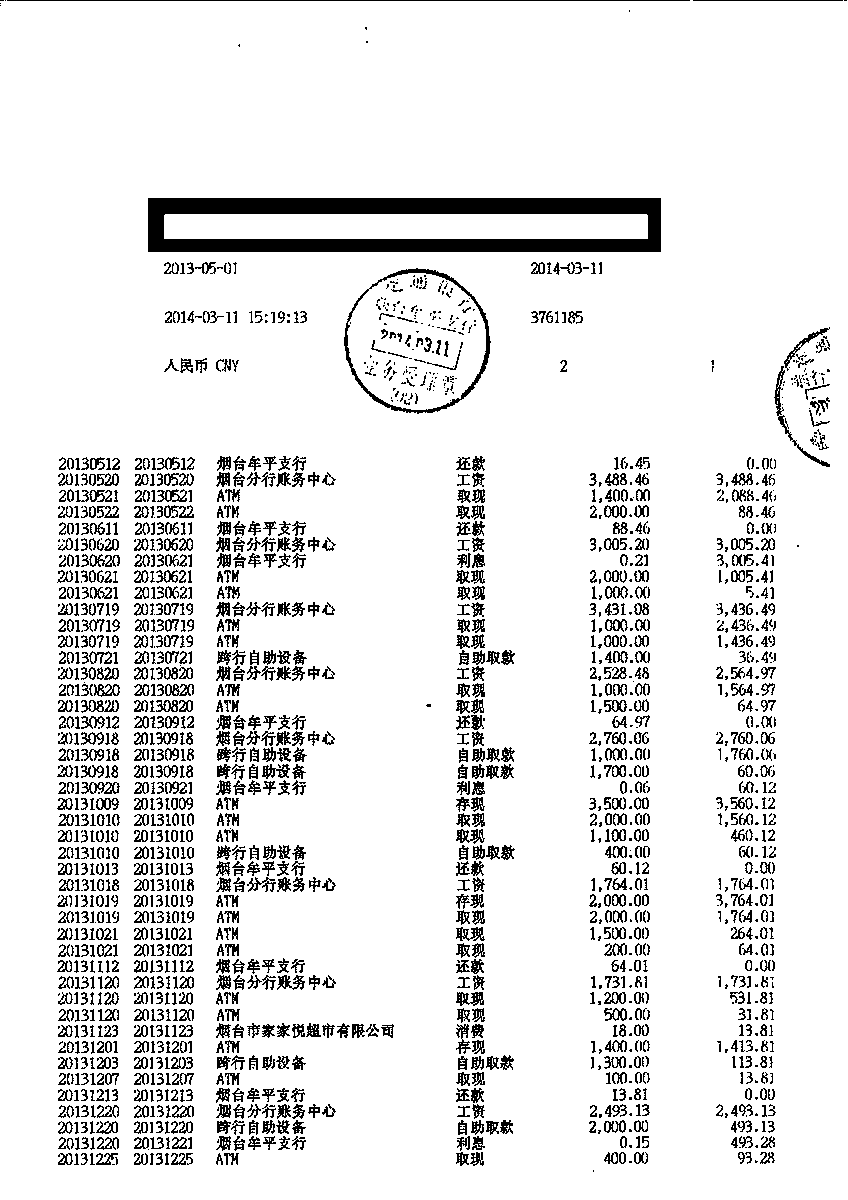 2013-05-01 2014-03-11
2014-03-11 15:19:13 3761185
人民币 CNY 2 1
2014.03.11
20130512 20130512 烟台牟平支行 还款 16.45 0.00
20130520 20130520 烟台分行账务中心 工资 3,488.46 3,488.46
20130521 20130521 ATM 取现 1,400.00 2,088.46
20130522 20130522 ATM 取现 2,000.00 88.46
20130611 20130611 烟台牟平支行 还款 88.46 0.00
20130620 20130620 烟台分行账务中心 工资 3,005.20 3,005.20
20130620 20130621 烟台牟平支行 利息 0.21 3,005.41
20130621 20130621 ATM 取现 2,000.00 1,005.41
20130621 20130621 ATM 取现 1,000.00 5.41
20130719 20130719 烟台分行账务中心 工资 3,431.08 3,436.49
20130719 20130719 ATM 取现 1,000.00 2,436.49
20130719 20130719 ATM 取现 1,000.00 1,436.49
20130721 20130721 跨行自助设备 自助取款 1,400.00 36.49
20130820 20130820 烟台分行账务中心 工资 2,528.48 2,564.97
20130820 20130820 ATM 取现 1,000.00 1,564.97
20130820 20130820 ATM 取现 1,500.00 64.97
20130912 20130912 烟台牟平支行 还款 64.97 0.00
20130918 20130918 烟台分行账务中心 工资 2,760.06 2,760.06
20130918 20130918 跨行自助设备 自助取款 1,000.00 1,760.06
20130918 20130918 跨行自助设备 自助取款 1,700.00 60.06
20130920 20130921 烟台牟平支行 利息 0.06 60.12
20131009 20131009 ATM 存现 3,500.00 3,560.12
20131010 20131010 ATM 取现 2,000.00 1,560.12
20131010 20131010 ATM 取现 1,100.00 460.12
20131010 20131010 跨行自助设备 自助取款 400.00 60.12
20131013 20131013 烟台牟平支行 还款 60.12 0.00
20131018 20131018 烟台分行账务中心 工资 1,764.01 1,764.01
20131019 20131019 ATM 存现 2,000.00 3,764.01
20131019 20131019 ATM 取现 2,000.00 1,764.01
20131021 20131021 ATM 取现 1,500.00 264.01
20131021 20131021 ATM 取现 200.00 64.01
20131112 20131112 烟台牟平支行 还款 64.01 0.00
20131120 20131120 烟台分行账务中心 工资 1,731.81 1,731.81
20131120 20131120 ATM 取现 1,200.00 531.81
20131120 20131120 ATM 取现 500.00 31.81
20131123 20131123 烟台市家家悦超市有限公司 消费 18.00 13.81
20131201 20131201 ATM 存现 1,400.00 1,413.81
20131203 20131203 跨行自助设备 自助取款 1,300.00 113.81
20131207 20131207 ATM 取现 100.00 13.81
20131213 20131213 烟台牟平支行 还款 13.81 0.00
20131220 20131220 烟台分行账务中心 工资 2,493.13 2,493.13
20131220 20131220 跨行自助设备 自助取款 2,000.00 493.13
20131220 20131221 烟台牟平支行 利息 0.15 493.28
20131225 20131225 ATM 取现 400.00 93.28